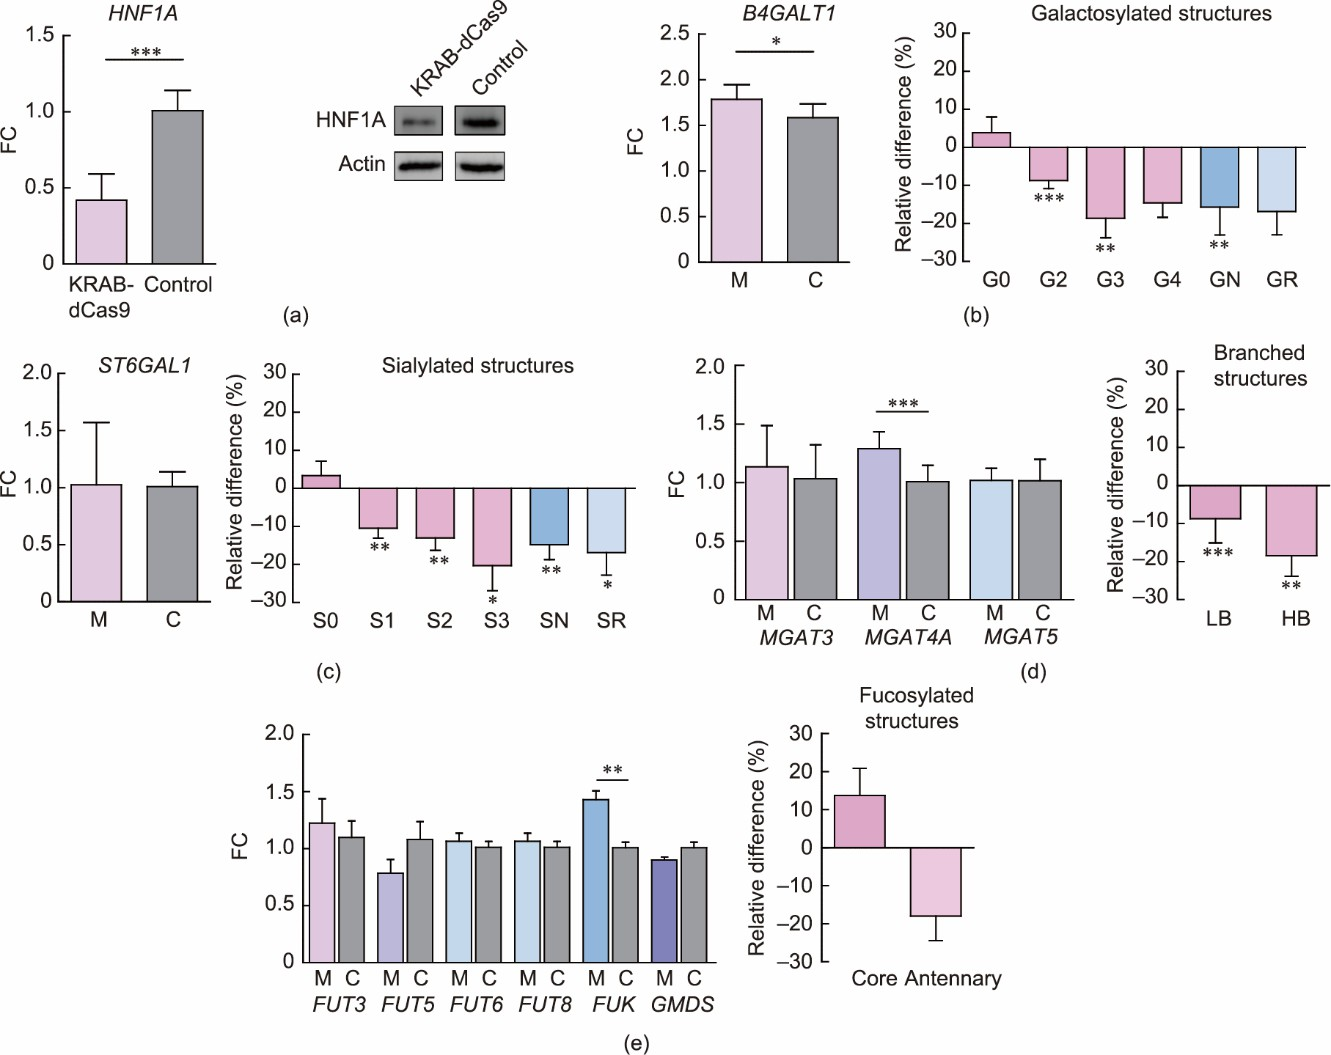 HNF1A
1.5
1.0
0.5
0
FC
***
KRAB-dCas9
Control
KRAB-dCas9
Control
HNF1A
Actin
(a)
B4GALT1
2.5
2.0
1.5
1.0
0.5
0
FC
*
M C
Galactosylated structures
30
20
10
0
–10
–20
–30
Relative difference (%)
***
**
**
G0 G2 G3 G4 GN GR
(b)
ST6GAL1
2.0
1.5
1.0
0.5
0
FC
M C
Sialylated structures
30
20
10
0
–10
–20
–30
Relative difference (%)
**
**
*
**
*
S0 S1 S2 S3 SN SR
(c)
2.0
1.5
1.0
0.5
0
FC
***
M C M C M C
MGAT3 MGAT4A MGAT5
Branched
structures
30
20
10
0
–10
–20
–30
Relative difference (%)
***
**
LB HB
(d)
2.0
1.5
1.0
0.5
0
FC
**
M C M C M C M C M C M C
FUT3 FUT5 FUT6 FUT8 FUK GMDS
Fucosylated
structures
30
20
10
0
–10
–20
–30
Relative difference (%)
Core Antennary
(e)